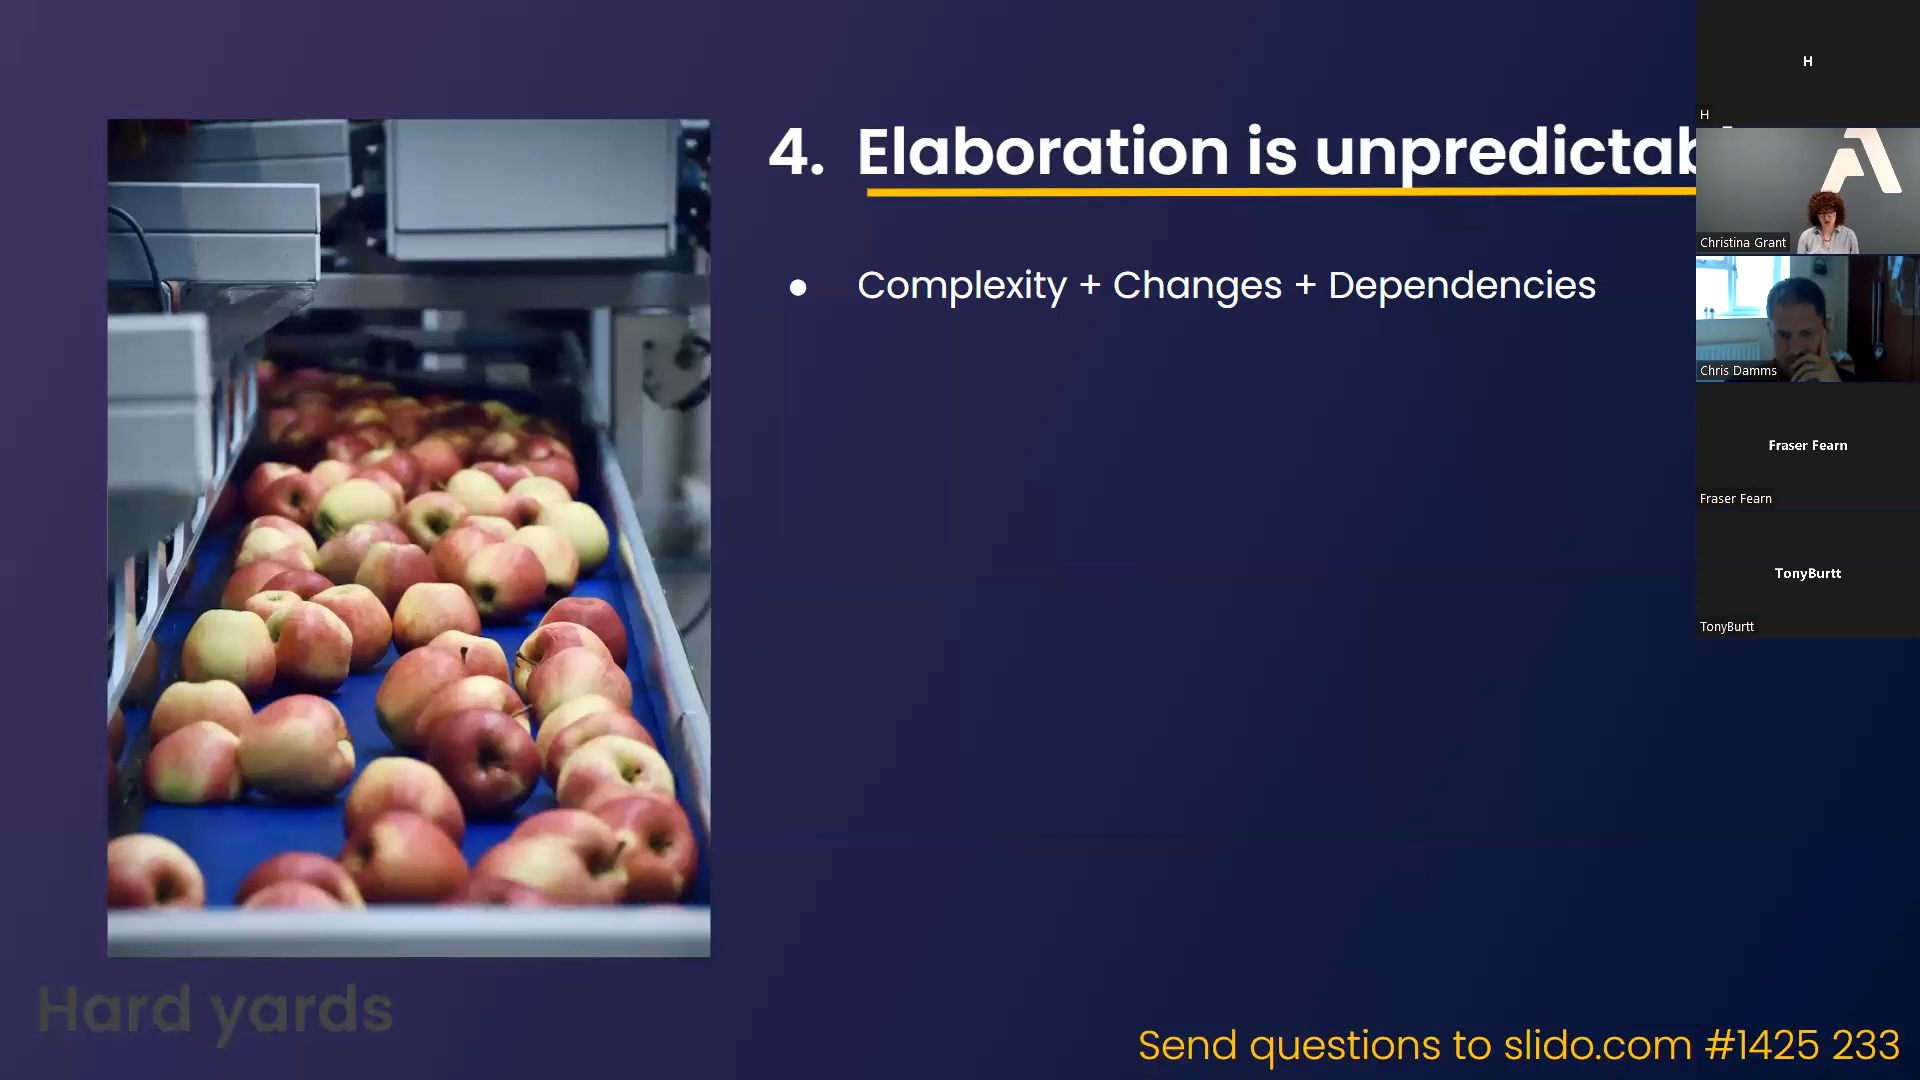 4. Elaboration is unpredictab
● Complexity + Changes + Dependencies
Hard yards
Send questions to slido.com #1425 233
H
H
Christina Grant
Chris Damms
Fraser Fearn
Fraser Fearn
TonyBurtt
TonyBurtt